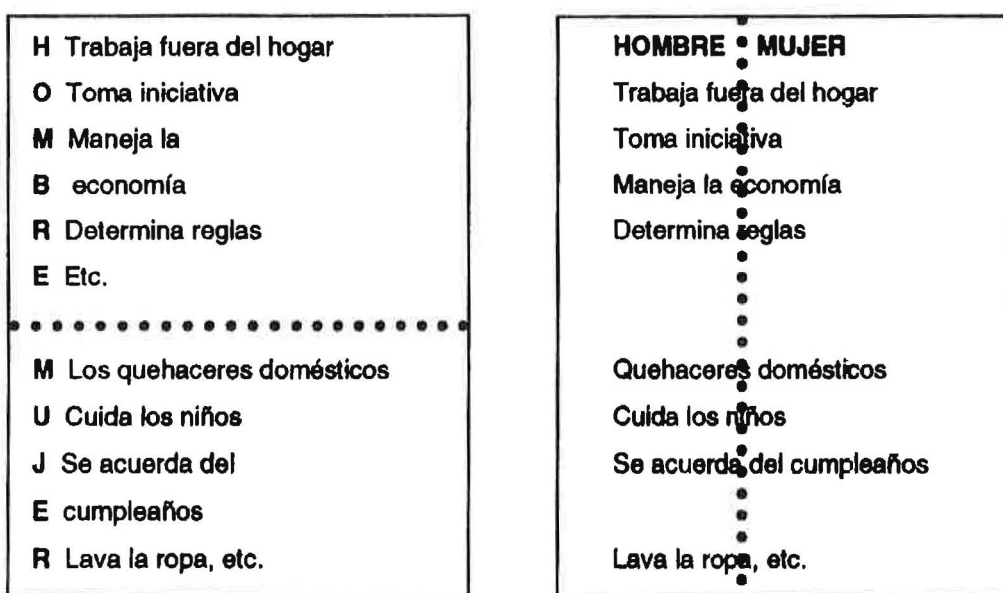 H Trabaja fuera del hogar
O Toma iniciativa
M Maneja la
B economía
R Determina reglas
E Etc.
M Los quehaceres domésticos
U Cuida los niños
J Se acuerda del
E cumpleaños
R Lava la ropa, etc.
HOMBRE MUJER
Trabaja fuera del hogar
Toma iniciativa
Maneja la economía
Determina reglas
Quehaceres domésticos
Cuida los niños
Se acuerda del cumpleaños
Lava la ropa, etc.